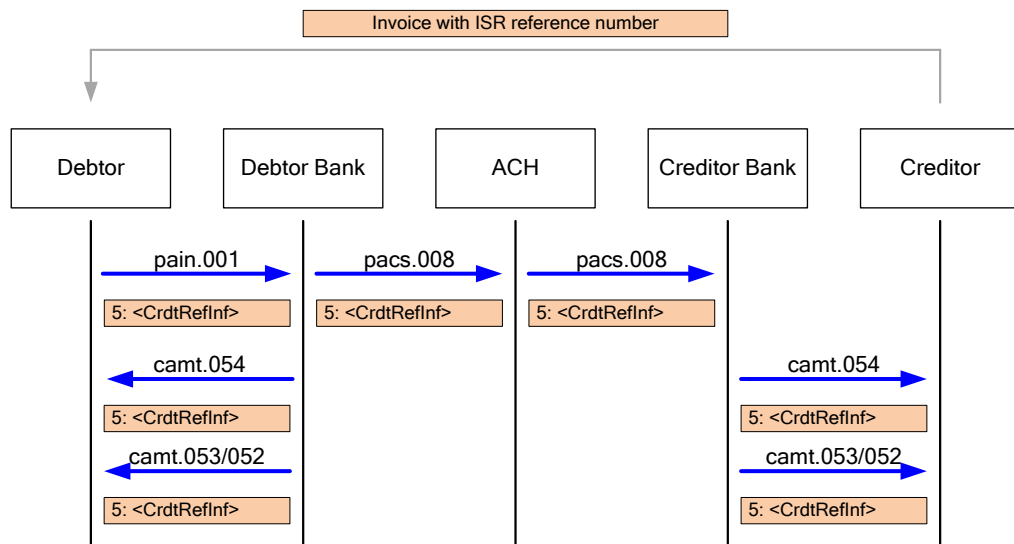 Invoice with ISR reference number
Debtor
Debtor Bank
ACH
Creditor Bank
Creditor
pain.001
pacs.008
pacs.008
5: <CrdtRefInf>
5: <CrdtRefInf>
5: <CrdtRefInf>
camt.054
camt.054
5: <CrdtRefInf>
5: <CrdtRefInf>
camt.053/052
camt.053/052
5: <CrdtRefInf>
5: <CrdtRefInf>